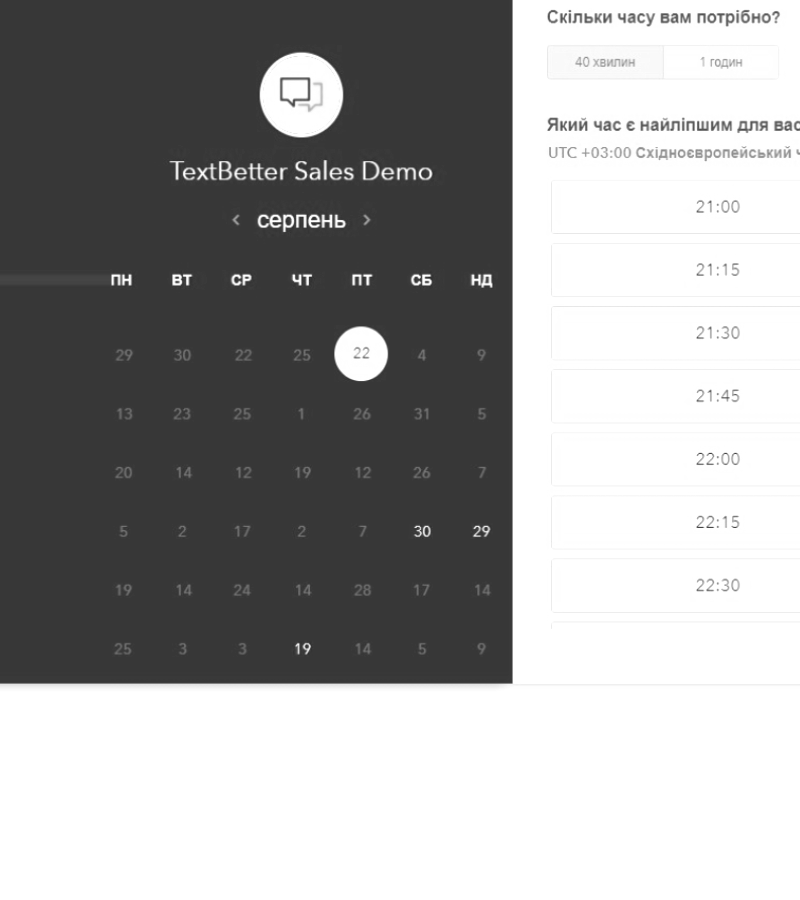 TextBetter Sales Demo
< серпень >
ПН ВТ СР ЧТ ПТ СБ НД
29 30 22 25 22 4 9
13 23 25 1 26 31 5
20 14 12 19 12 26 7
5 2 17 2 7 30 29
19 14 24 14 28 17 14
25 3 3 19 14 5 9
Скільки часу вам потрібно?
40 хвилин 1 годин
Який час є найліпшим для вас
UTC +03:00 Східноєвропейський
21:00
21:15
21:30
21:45
22:00
22:15
22:30